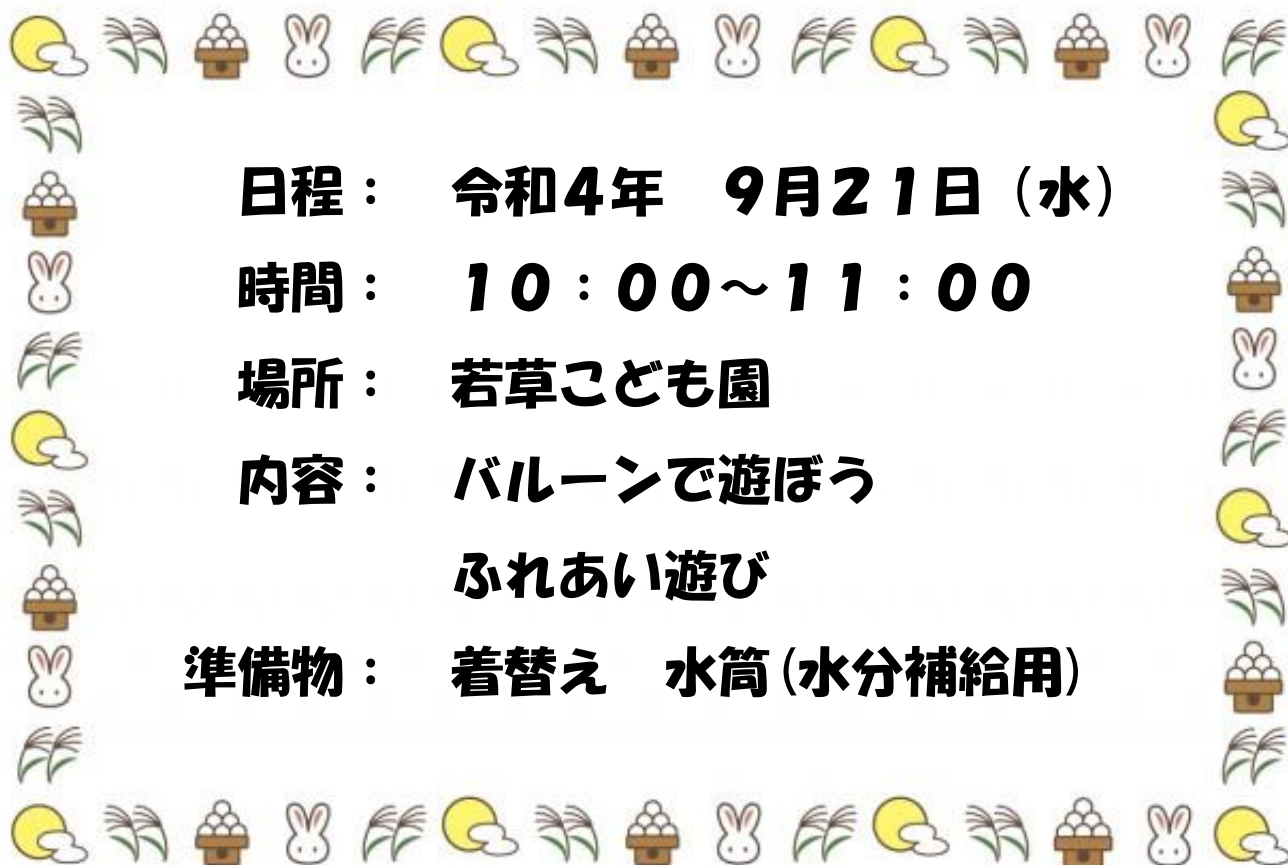 日程：　令和４年　９月２１日（水）
時間：　１０：００～１１：００
場所：　若草こども園
内容：　バルーンで遊ぼう
ふれあい遊び
準備物：　着替え　水筒(水分補給用)